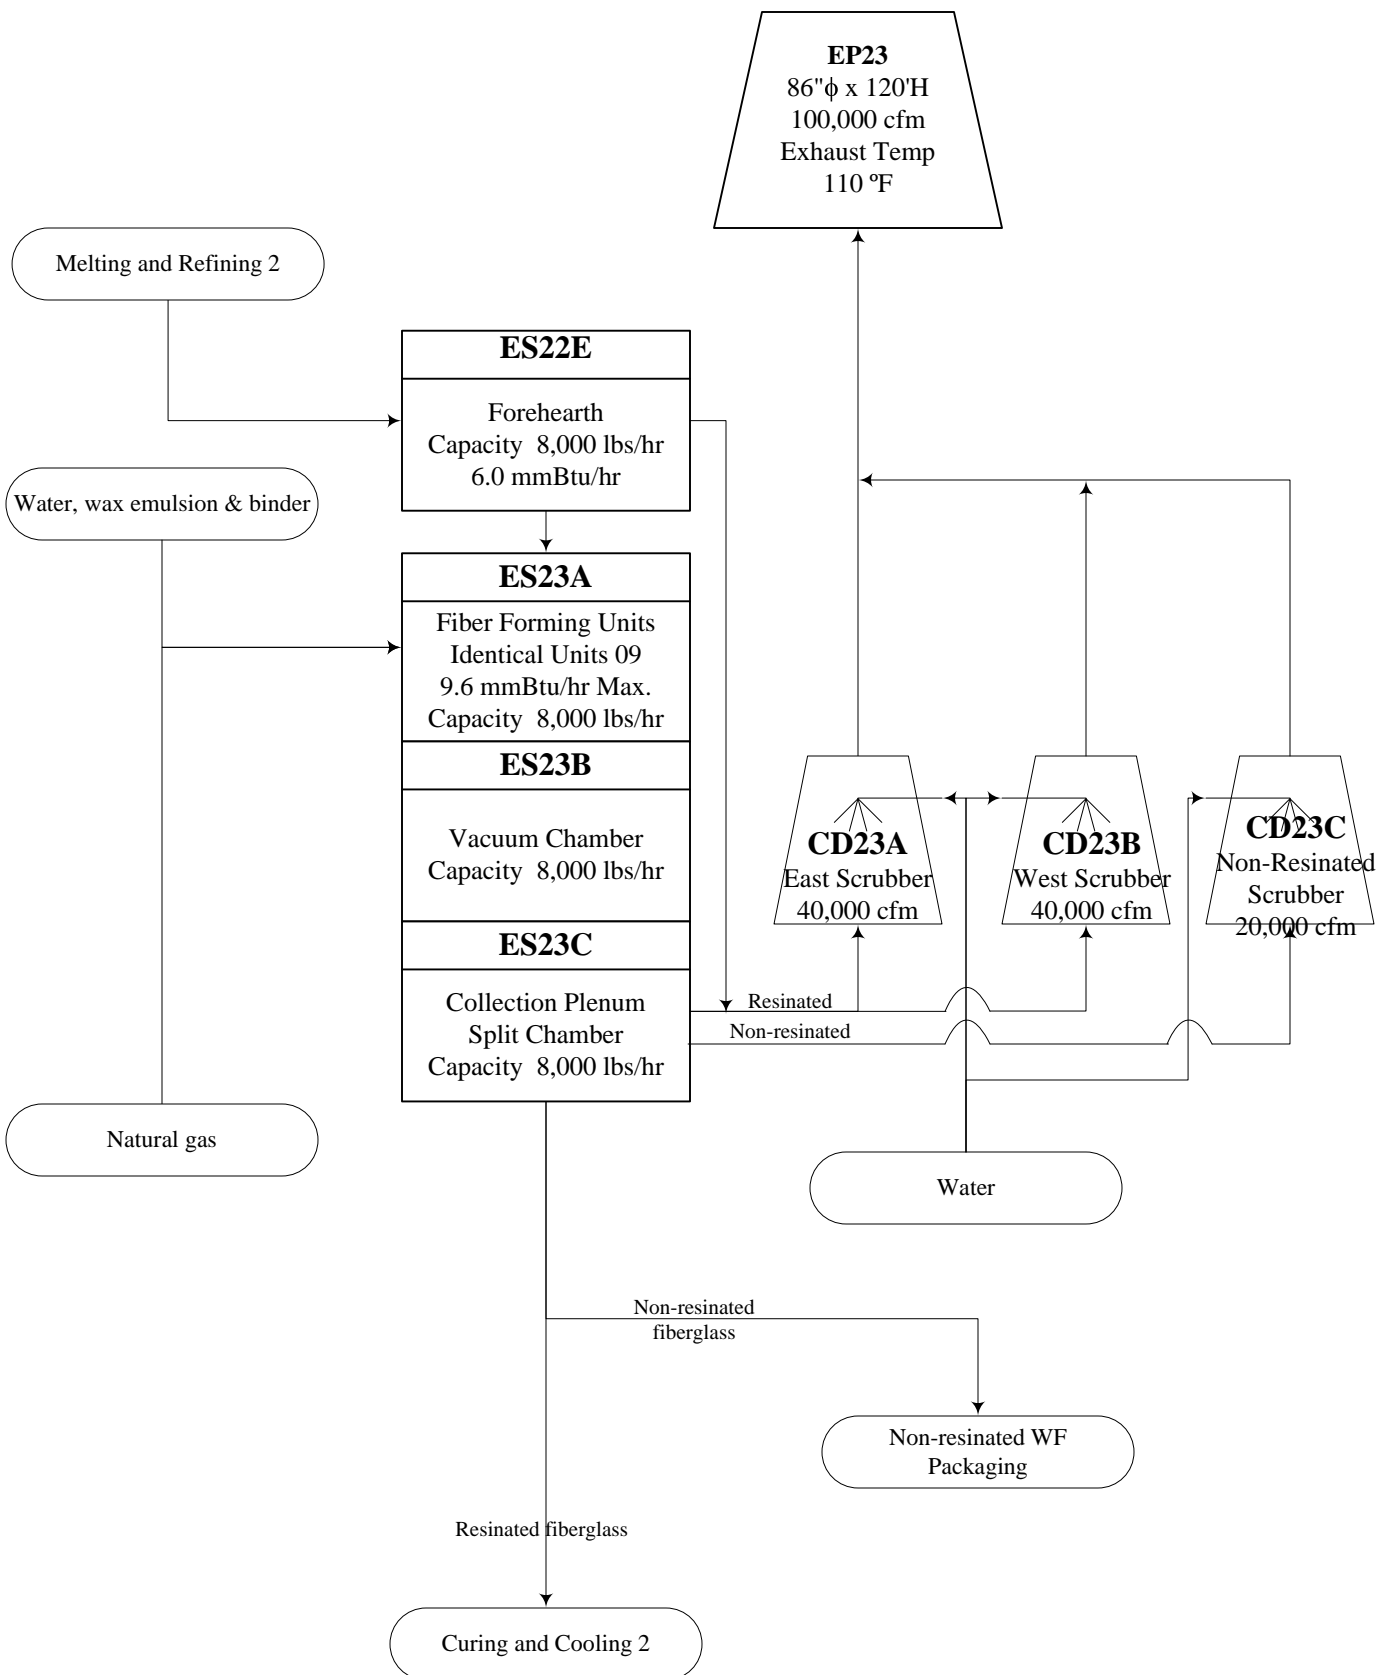 EP23
86"ϕ x 120'H
100,000 cfm
Exhaust Temp
110 ºF
Melting and Refining 2
ES22E
Forehearth
Capacity 8,000 lbs/hr
6.0 mmBtu/hr
Water, wax emulsion & binder
ES23A
Fiber Forming Units
Identical Units 09
9.6 mmBtu/hr Max.
Capacity 8,000 lbs/hr
ES23B
Vacuum Chamber
Capacity 8,000 lbs/hr
CD23A
East Scrubber
40,000 cfm
CD23B
West Scrubber
40,000 cfm
CD23C
Non-Resinated
Scrubber
20,000 cfm
ES23C
Collection Plenum
Split Chamber
Capacity 8,000 lbs/hr
Resinated
Non-resinated
Natural gas
Water
Non-resinated
fiberglass
Non-resinated WF
Packaging
Resinated fiberglass
Curing and Cooling 2